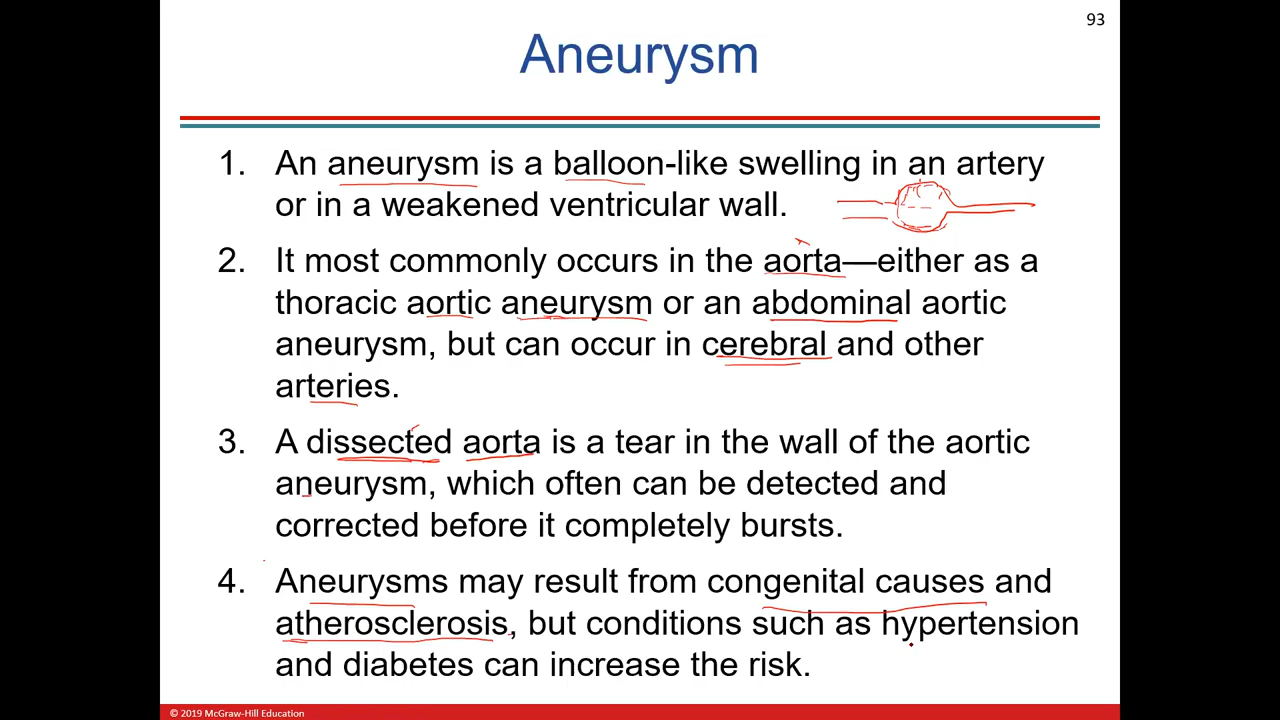 93
Aneurysm
1. An aneurysm is a balloon-like swelling in an artery
or in a weakened ventricular wall.
2. It most commonly occurs in the aorta—either as a
thoracic aortic aneurysm or an abdominal aortic
aneurysm, but can occur in cerebral and other
arteries.
3. A dissected aorta is a tear in the wall of the aortic
aneurysm, which often can be detected and
corrected before it completely bursts.
4. Aneurysms may result from congenital causes and
atherosclerosis, but conditions such as hypertension
and diabetes can increase the risk.
© 2019 McGraw-Hill Education